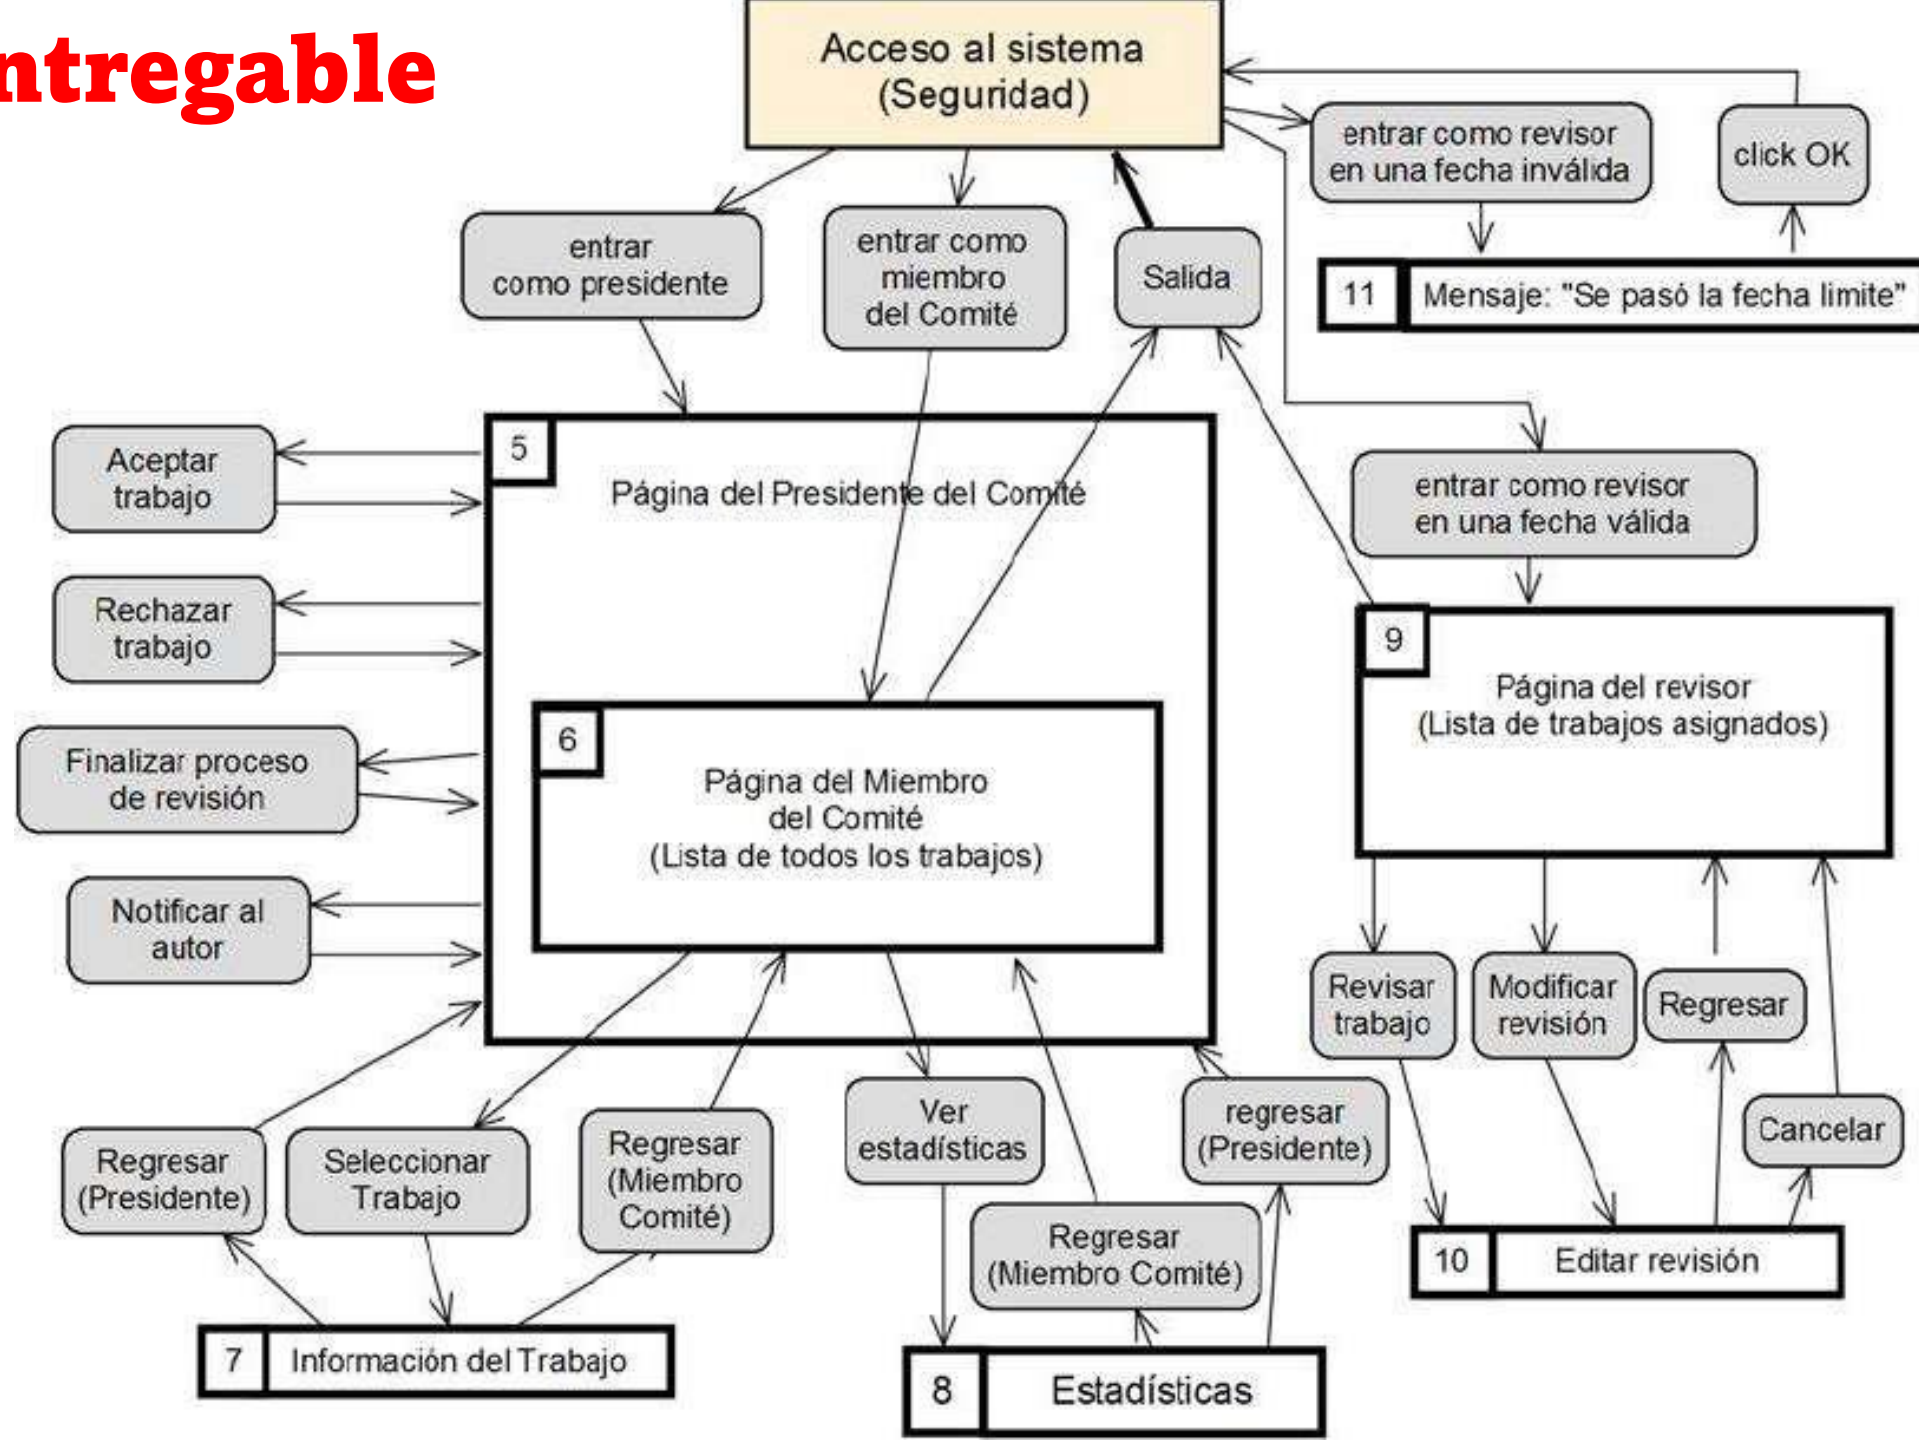 ntregable
Acceso al sistema
(Seguridad)
entrar como revisor
en una fecha inválida
click OK
entrar
como presidente
entrar como
miembro
del Comité
Salida
11
Mensaje: "Se pasó la fecha limite"
Aceptar
trabajo
5
Página del Presidente del Comité
entrar como revisor
en una fecha válida
Rechazar
trabajo
9
Página del revisor
(Lista de trabajos asignados)
6
Página del Miembro
del Comité
(Lista de todos los trabajos)
Finalizar proceso
de revisión
Notificar al
autor
Revisar
trabajo
Modificar
revisión
Regresar
Cancelar
Regresar
(Presidente)
Seleccionar
Trabajo
Regresar
(Miembro
Comité)
Ver
estadísticas
regresar
(Presidente)
Regresar
(Miembro Comité)
10
Editar revisión
7
Información del Trabajo
8
Estadísticas